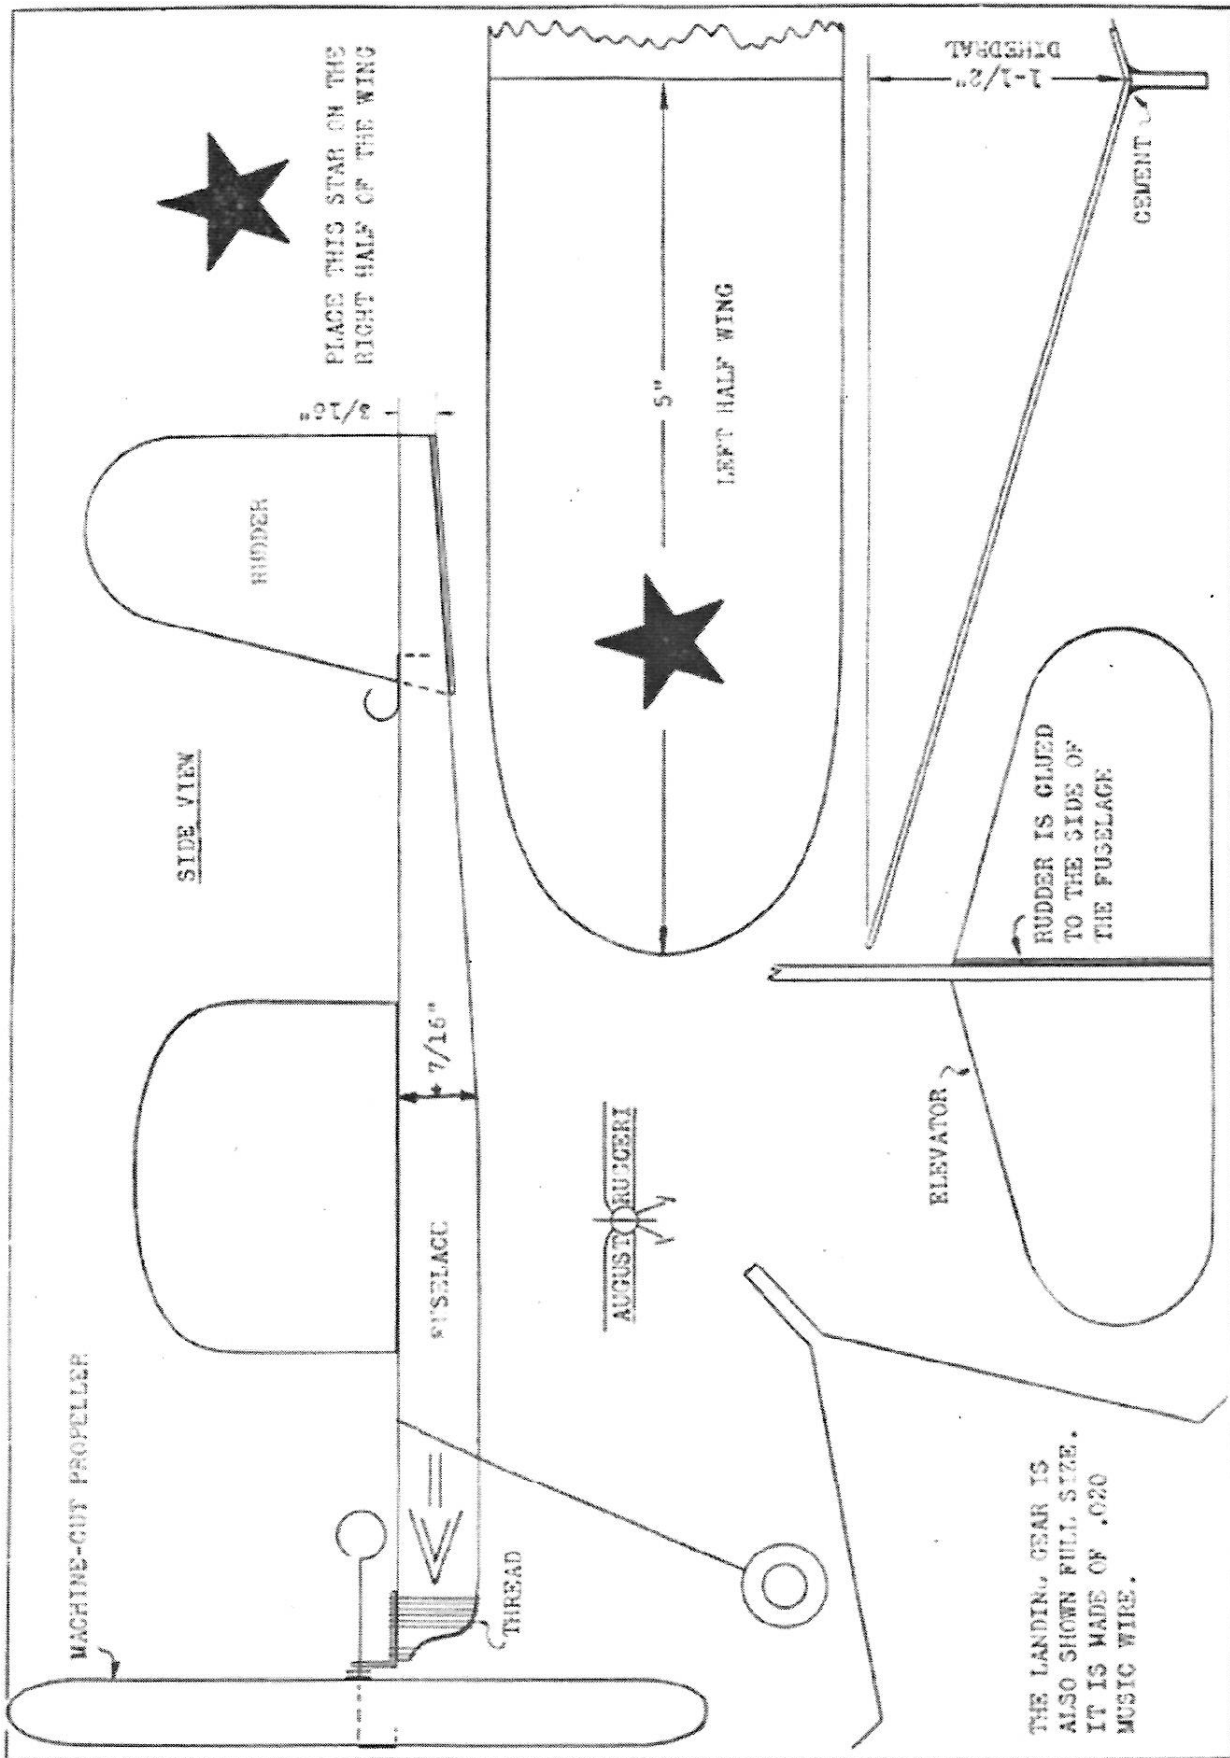 MACHINE-CUT PROPELLER
SIDE VIEW
RUDDER
3/16"
PLACE THIS STAR ON THE
RIGHT HALF OF THE WING
FUSELAGE
7/16"
THREAD
5"
LEFT HALF WING
AUGUST RUGGERI
1-1/2"
DIHEDRAL
CEMENT
ELEVATOR
RUDDER IS GLUED
TO THE SIDE OF
THE FUSELAGE
THE LANDING GEAR IS
ALSO SHOWN FULL SIZE.
IT IS MADE OF .020
MUSIC WIRE.